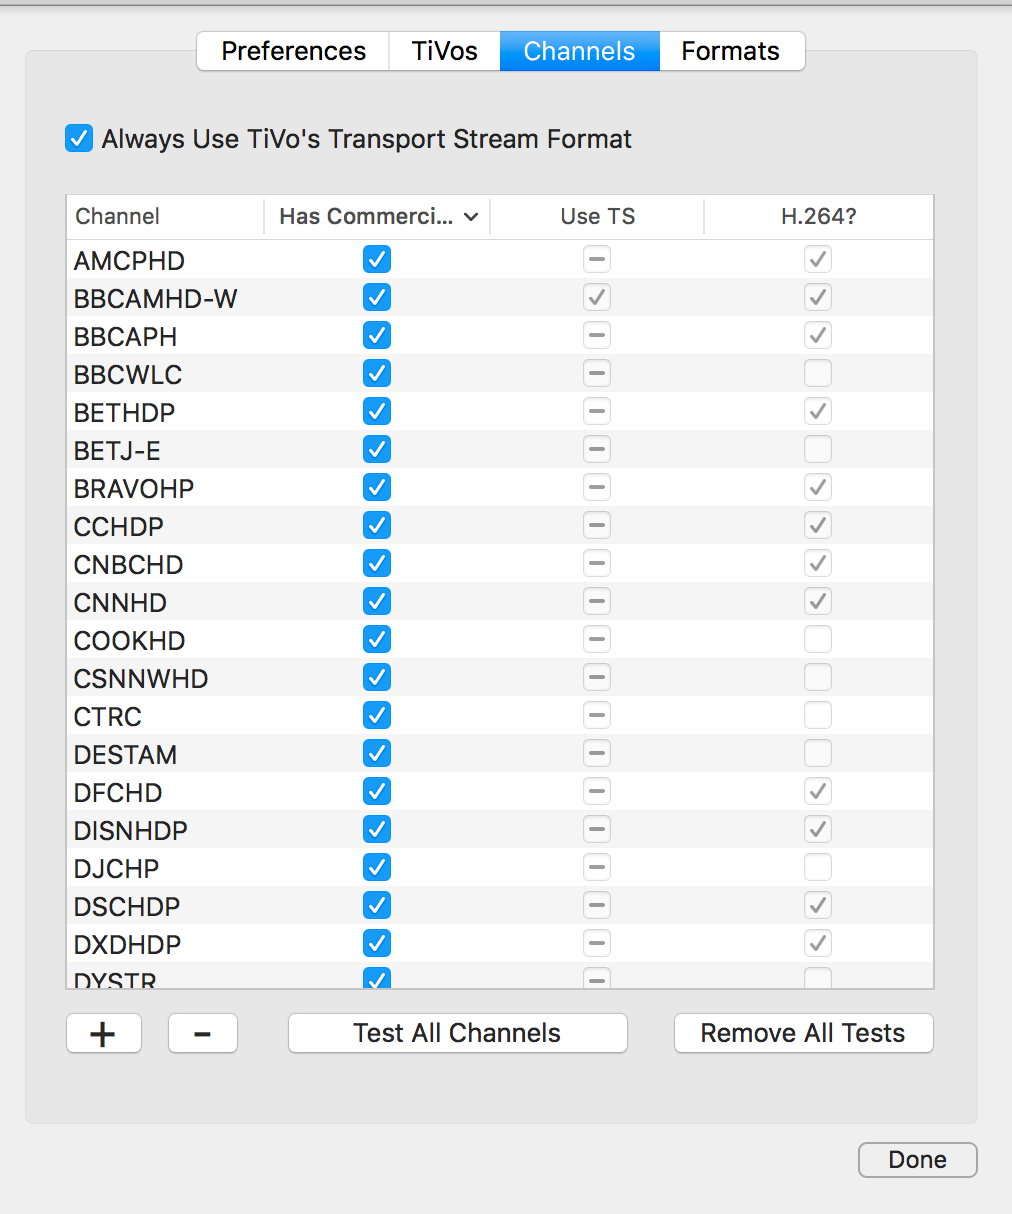 Preferences TiVos Channels Formats
Always Use TiVo's Transport Stream Format
Channel Has Commerci... Use TS H.264?
AMCPHD
BBCAMHD-W
BBCAPH
BBCWLC
BETHDP
BETJ-E
BRAVOHP
CCHDP
CNBCHD
CNNHD
COOKHD
CSNNWHD
CTRC
DESTAM
DFCHD
DISNHDP
DJCHP
DSCHDP
DXDHDP
DYSTR
+ - Test All Channels Remove All Tests
Done